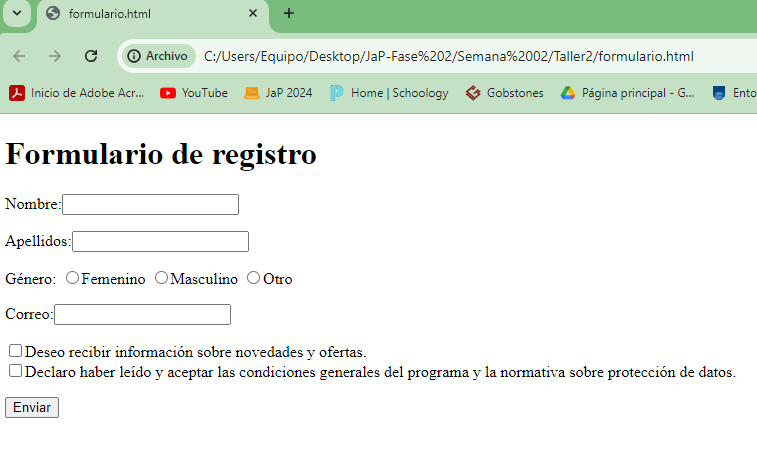 formulario.html
Archivo C:/Users/Equipo/Desktop/JaP-Fase%202/Semana%2002/Taller2/formulario.html
Inicio de Adobe Acr... YouTube JaP 2024 Home | Schoology Gobstones Página principal - G... Ento
Formulario de registro
Nombre:
Apellidos:
Género: Femenino Masculino Otro
Correo:
Deseo recibir información sobre novedades y ofertas.
Declaro haber leído y aceptar las condiciones generales del programa y la normativa sobre protección de datos.
Enviar